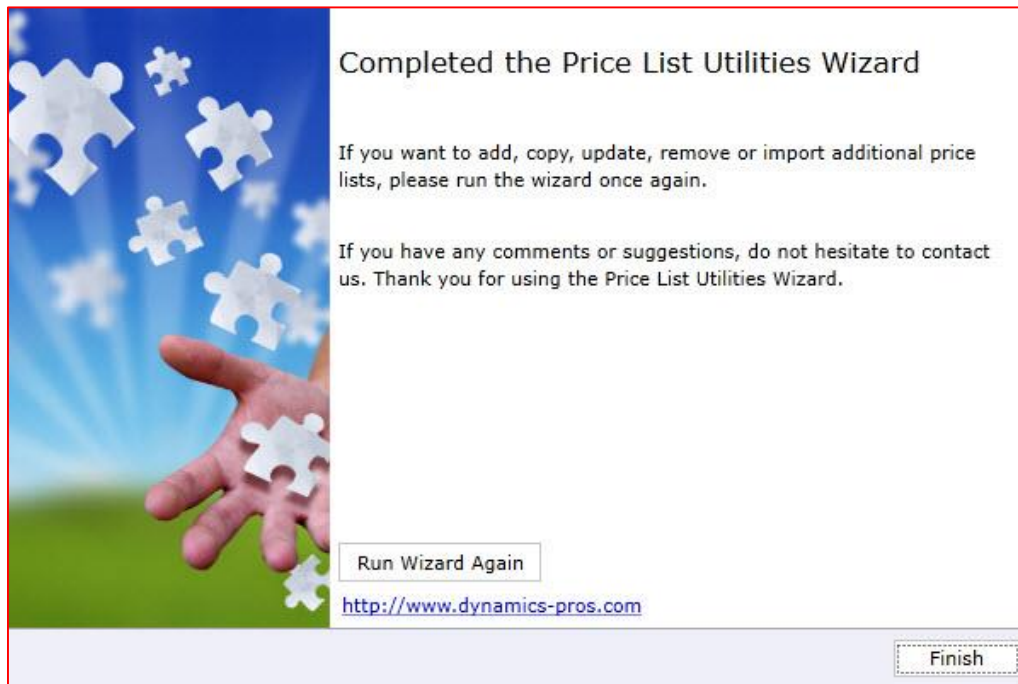 Completed the Price List Utilities Wizard
If you want to add, copy, update, remove or import additional price
lists, please run the wizard once again.
If you have any comments or suggestions, do not hesitate to contact
us. Thank you for using the Price List Utilities Wizard.
Run Wizard Again
http://www.dynamics-pros.com
Finish